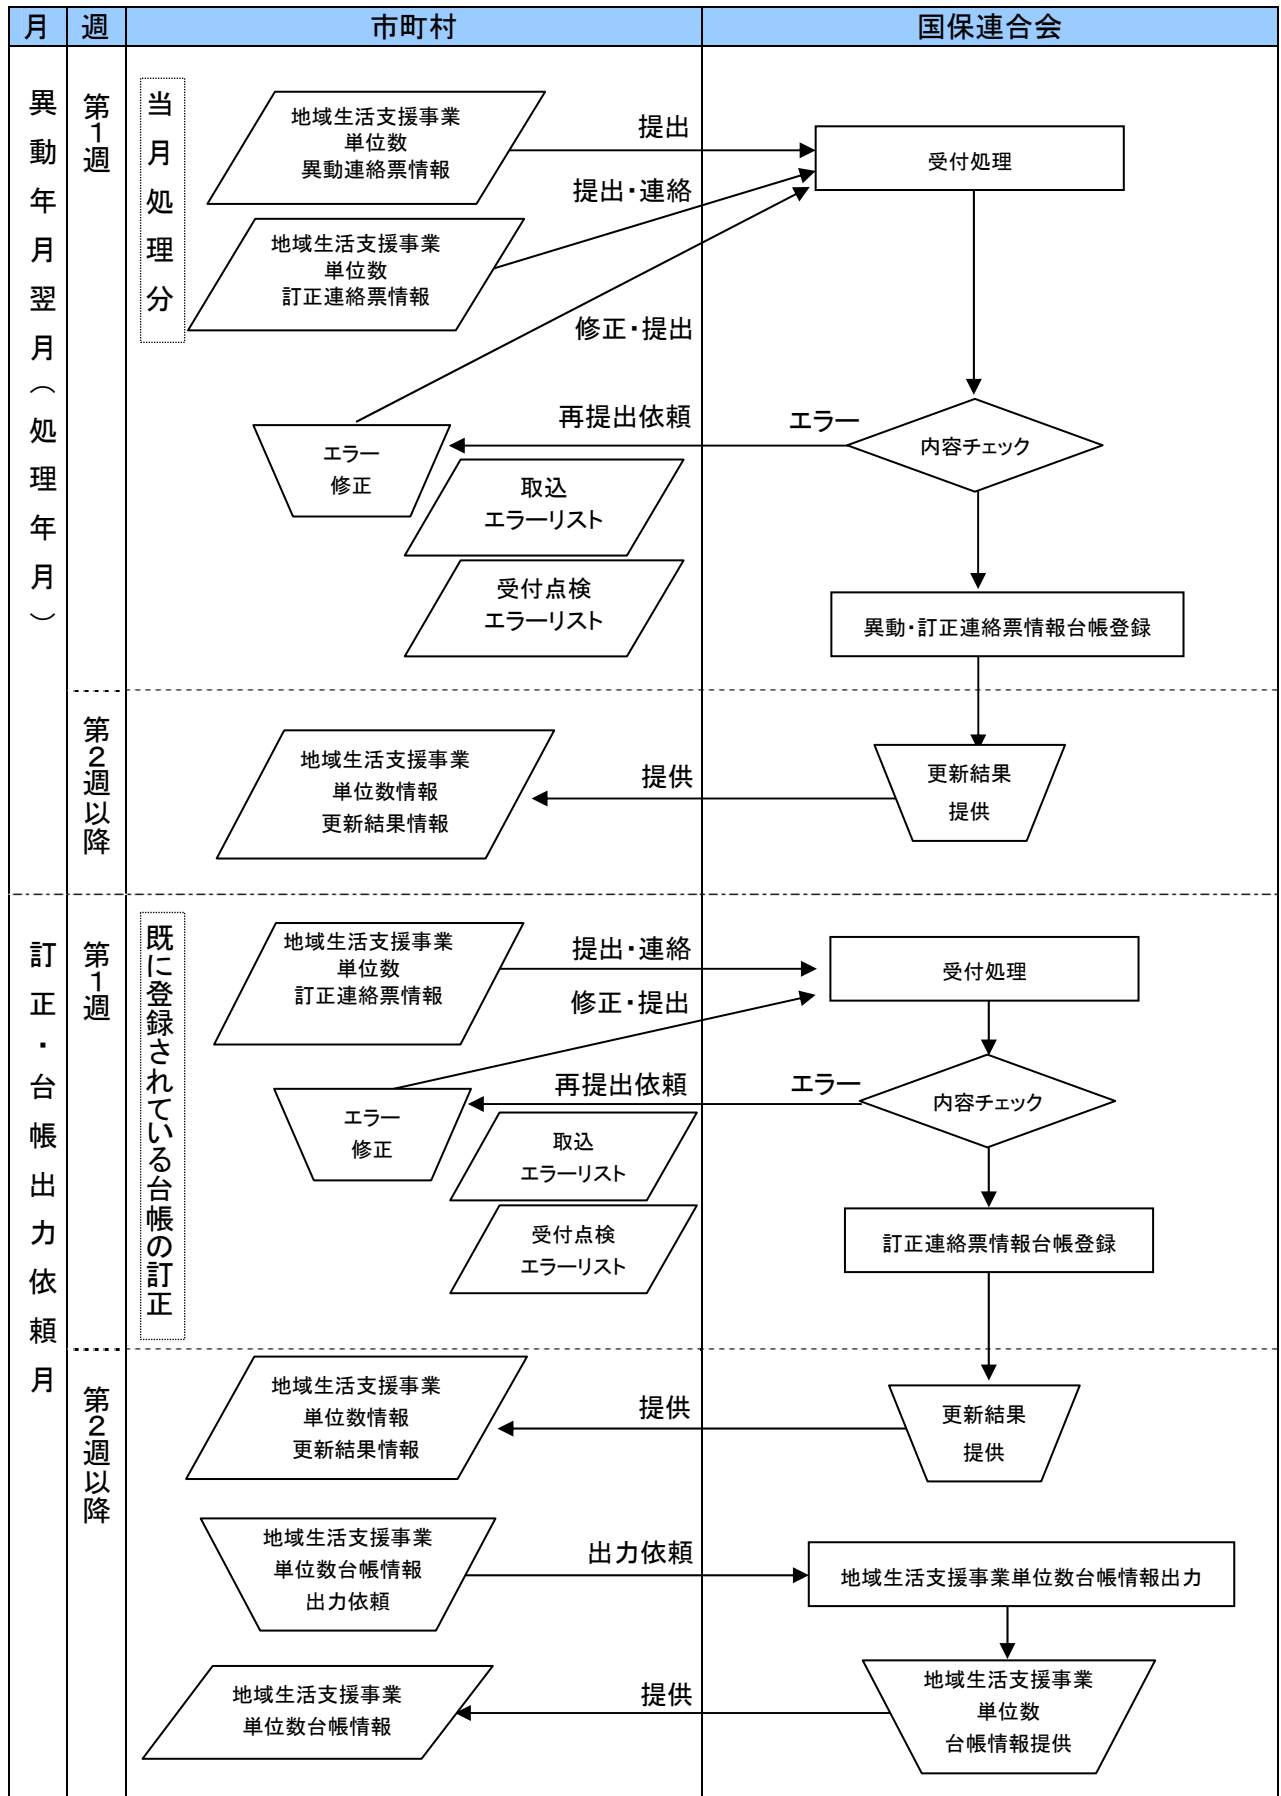 月
週
市町村
国保連合会
異動年月翌月（処理年月）
第1週
当月処理分
地域生活支援事業
単位数
異動連絡票情報
提出
受付処理
提出・連絡
地域生活支援事業
単位数
訂正連絡票情報
修正・提出
再提出依頼
エラー
内容チェック
エラー
修正
取込
エラーリスト
受付点検
エラーリスト
異動・訂正連絡票情報台帳登録
第2週以降
地域生活支援事業
単位数情報
更新結果情報
提供
更新結果
提供
訂正・台帳出力依頼月
第1週
既に登録されている台帳の訂正
地域生活支援事業
単位数
訂正連絡票情報
提出・連絡
受付処理
修正・提出
再提出依頼
エラー
内容チェック
エラー
修正
取込
エラーリスト
受付点検
エラーリスト
訂正連絡票情報台帳登録
第2週以降
地域生活支援事業
単位数情報
更新結果情報
提供
更新結果
提供
地域生活支援事業
単位数台帳情報
出力依頼
出力依頼
地域生活支援事業単位数台帳情報出力
地域生活支援事業
単位数台帳情報
提供
地域生活支援事業
単位数
台帳情報提供